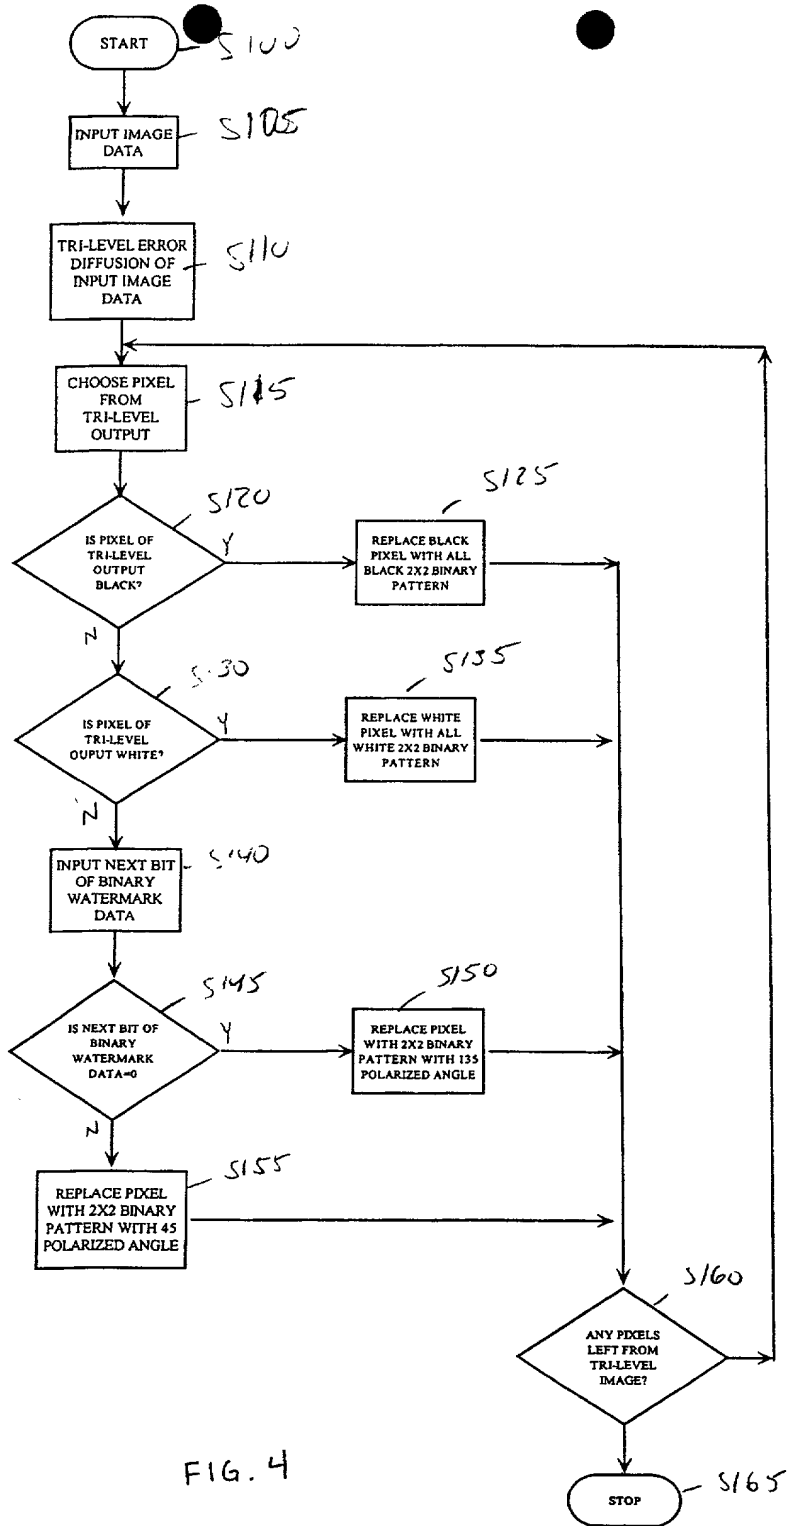 START
S100
INPUT IMAGE
DATA
S105
TRI-LEVEL ERROR
DIFFUSION OF
INPUT IMAGE
DATA
S110
CHOOSE PIXEL
FROM
TRI-LEVEL
OUTPUT
S115
S120
IS PIXEL OF
TRI-LEVEL
OUTPUT
BLACK?
Y
N
S125
REPLACE BLACK
PIXEL WITH ALL
BLACK 2X2 BINARY
PATTERN
S130
IS PIXEL OF
TRI-LEVEL
OUPUT WHITE?
Y
N
S135
REPLACE WHITE
PIXEL WITH ALL
WHITE 2X2 BINARY
PATTERN
INPUT NEXT BIT
OF BINARY
WATERMARK
DATA
S140
S145
IS NEXT BIT OF
BINARY
WATERMARK
DATA=0
Y
N
S150
REPLACE PIXEL
WITH 2X2 BINARY
PATTERN WITH 135
POLARIZED ANGLE
S155
REPLACE PIXEL
WITH 2X2 BINARY
PATTERN WITH 45
POLARIZED ANGLE
S160
ANY PIXELS
LEFT FROM
TRI-LEVEL
IMAGE?
STOP
S165
FIG. 4